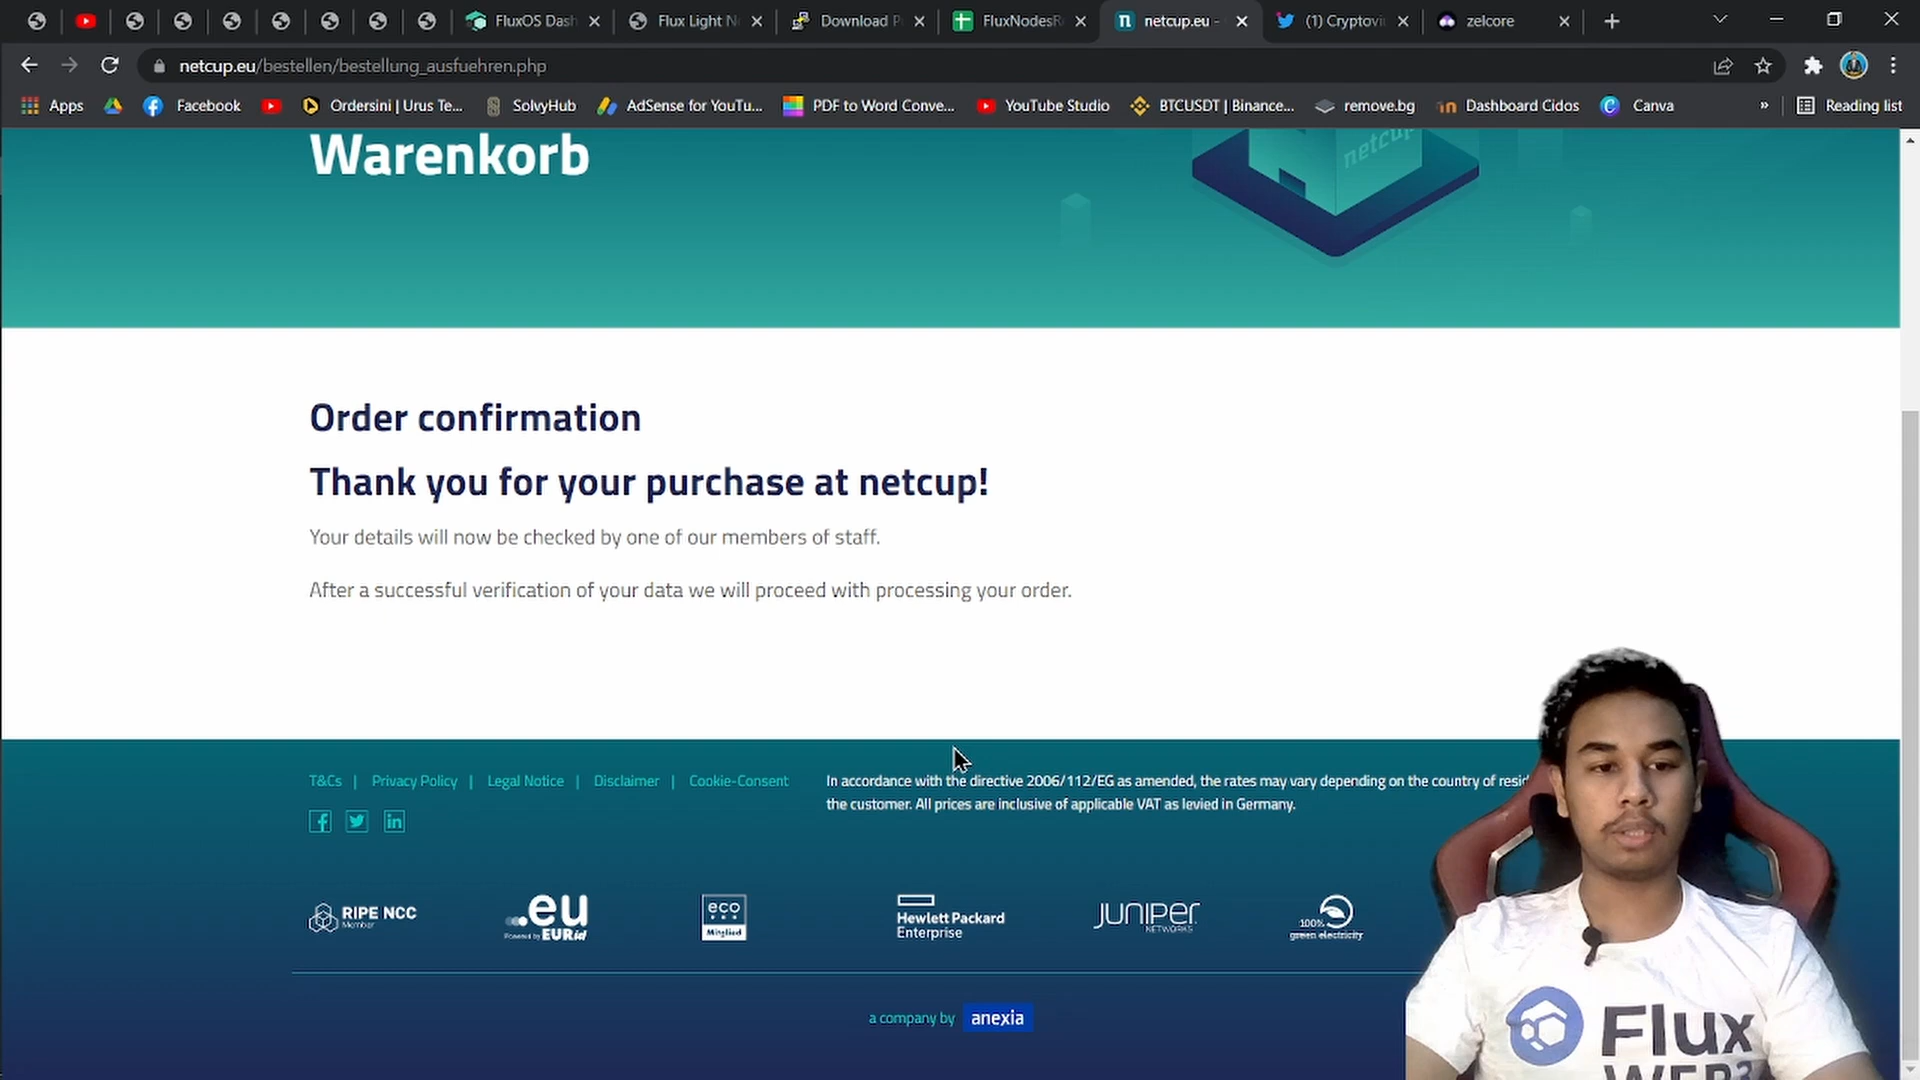 FluxOS Dash
Flux Light N
Download P
FluxNodesR
netcup.eu -
(1) Cryptovi
zelcore
netcup.eu/bestellen/bestellung_ausfuehren.php
Apps
Facebook
Ordersini | Urus Te...
SolvyHub
AdSense for YouTu...
PDF to Word Conve...
YouTube Studio
BTCUSDT | Binance...
remove.bg
Dashboard Cidos
Canva
»
Reading list
Warenkorb
netcup
Order confirmation
Thank you for your purchase at netcup!
Your details will now be checked by one of our members of staff.
After a successful verification of your data we will proceed with processing your order.
T&Cs | Privacy Policy | Legal Notice | Disclaimer | Cookie-Consent
In accordance with the directive 2006/112/EG as amended, the rates may vary depending on the country of resid
the customer. All prices are inclusive of applicable VAT as levied in Germany.
RIPE NCC
Member
.eu
Powered by EURid
eco
Mitglied
Hewlett Packard
Enterprise
JUNIPER
NETWORKS
100%
green electricity
a company by anexia
Flux
WEB3